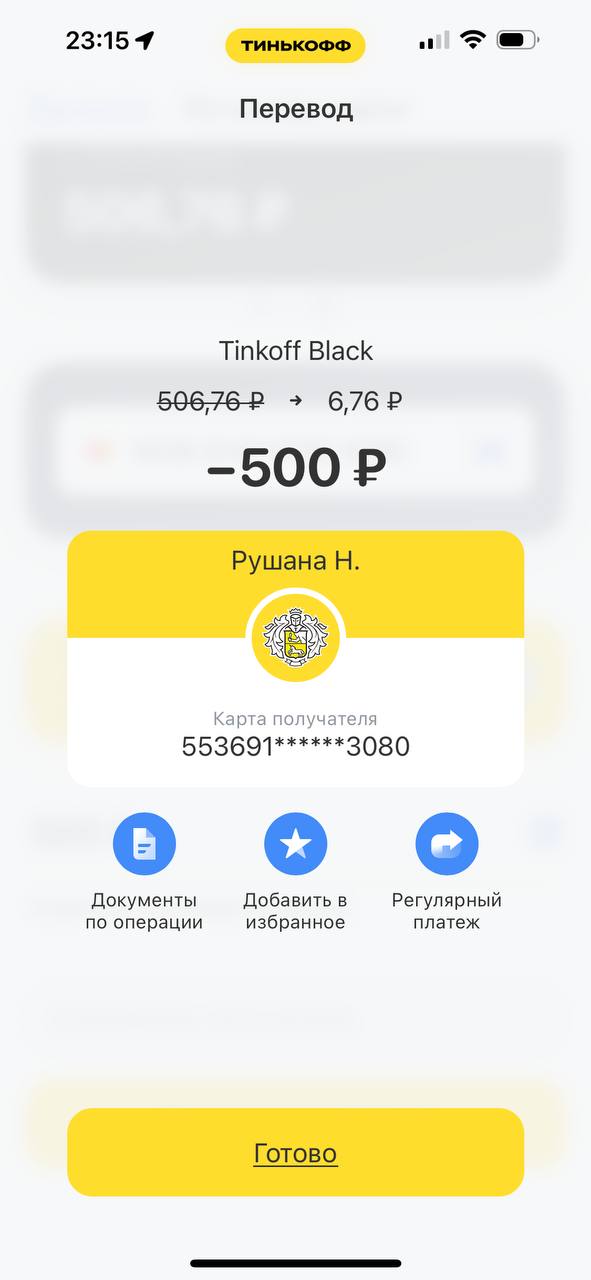 23:15
ТИНЬКОФФ
Перевод
Tinkoff Black
506,76 ₽ → 6,76 ₽
–500 ₽
Рушана Н.
Карта получателя
553691******3080
Документы
по операции
Добавить в
избранное
Регулярный
платеж
Готово